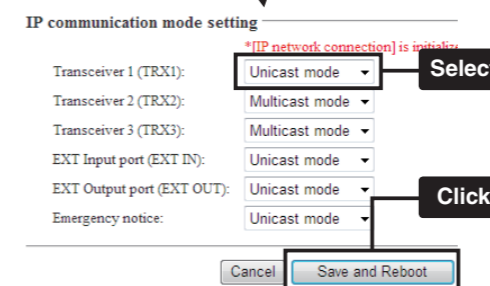 IP communication mode setting
*[IP network connection] is
Transceiver 1 (TRX1): Unicast mode Select
Transceiver 2 (TRX2): Multicast mode
Transceiver 3 (TRX3): Multicast mode
EXT Input port (EXT IN): Unicast mode
EXT Output port (EXT OUT): Unicast mode
Click
Emergency notice: Unicast mode
Cancel Save and Reboot